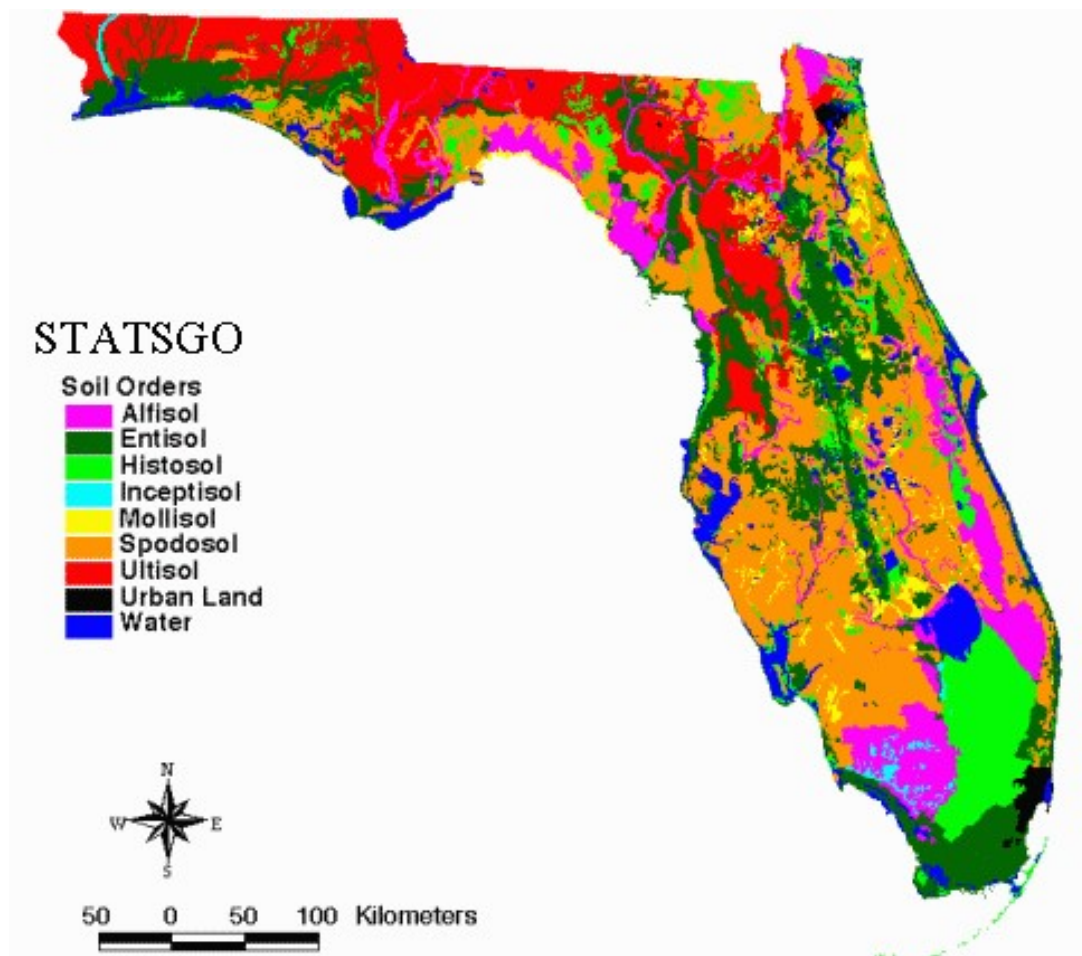 STATSGO
Soil Orders
Alfisol
Entisol
Histosol
Inceptisol
Mollisol
Spodosol
Ultisol
Urban Land
Water
N
W E
S
50 0 50 100 Kilometers